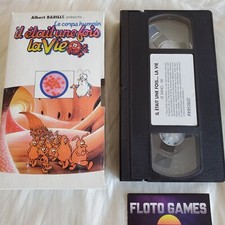 Albert BARILLÉ présente
le corps humain
il était une fois
la Vie
IL ÉTAIT UNE FOIS... LA VIE
FLOTO GAMES